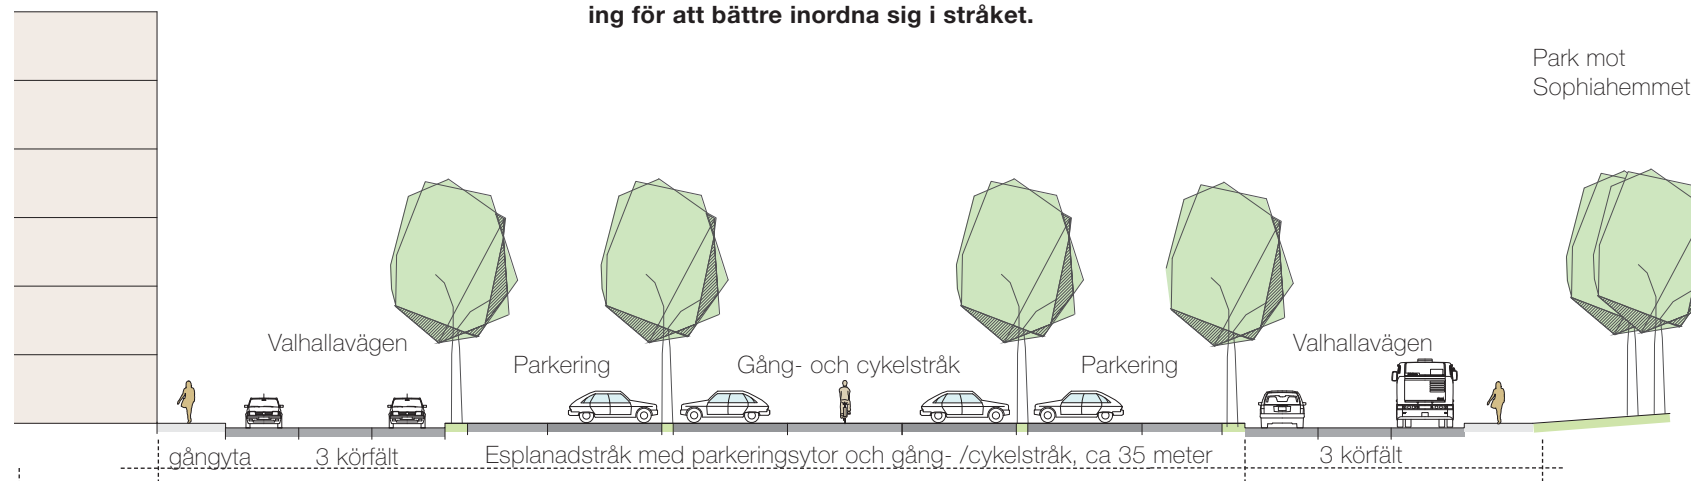 ing för att bättre inordna sig i stråket.
Park mot
Sophiahemmet
Valhallavägen
Parkering
Gång- och cykelstråk
Parkering
Valhallavägen
gångyta
3 körfält
Esplanadstråk med parkeringsytor och gång- /cykelstråk, ca 35 meter
3 körfält